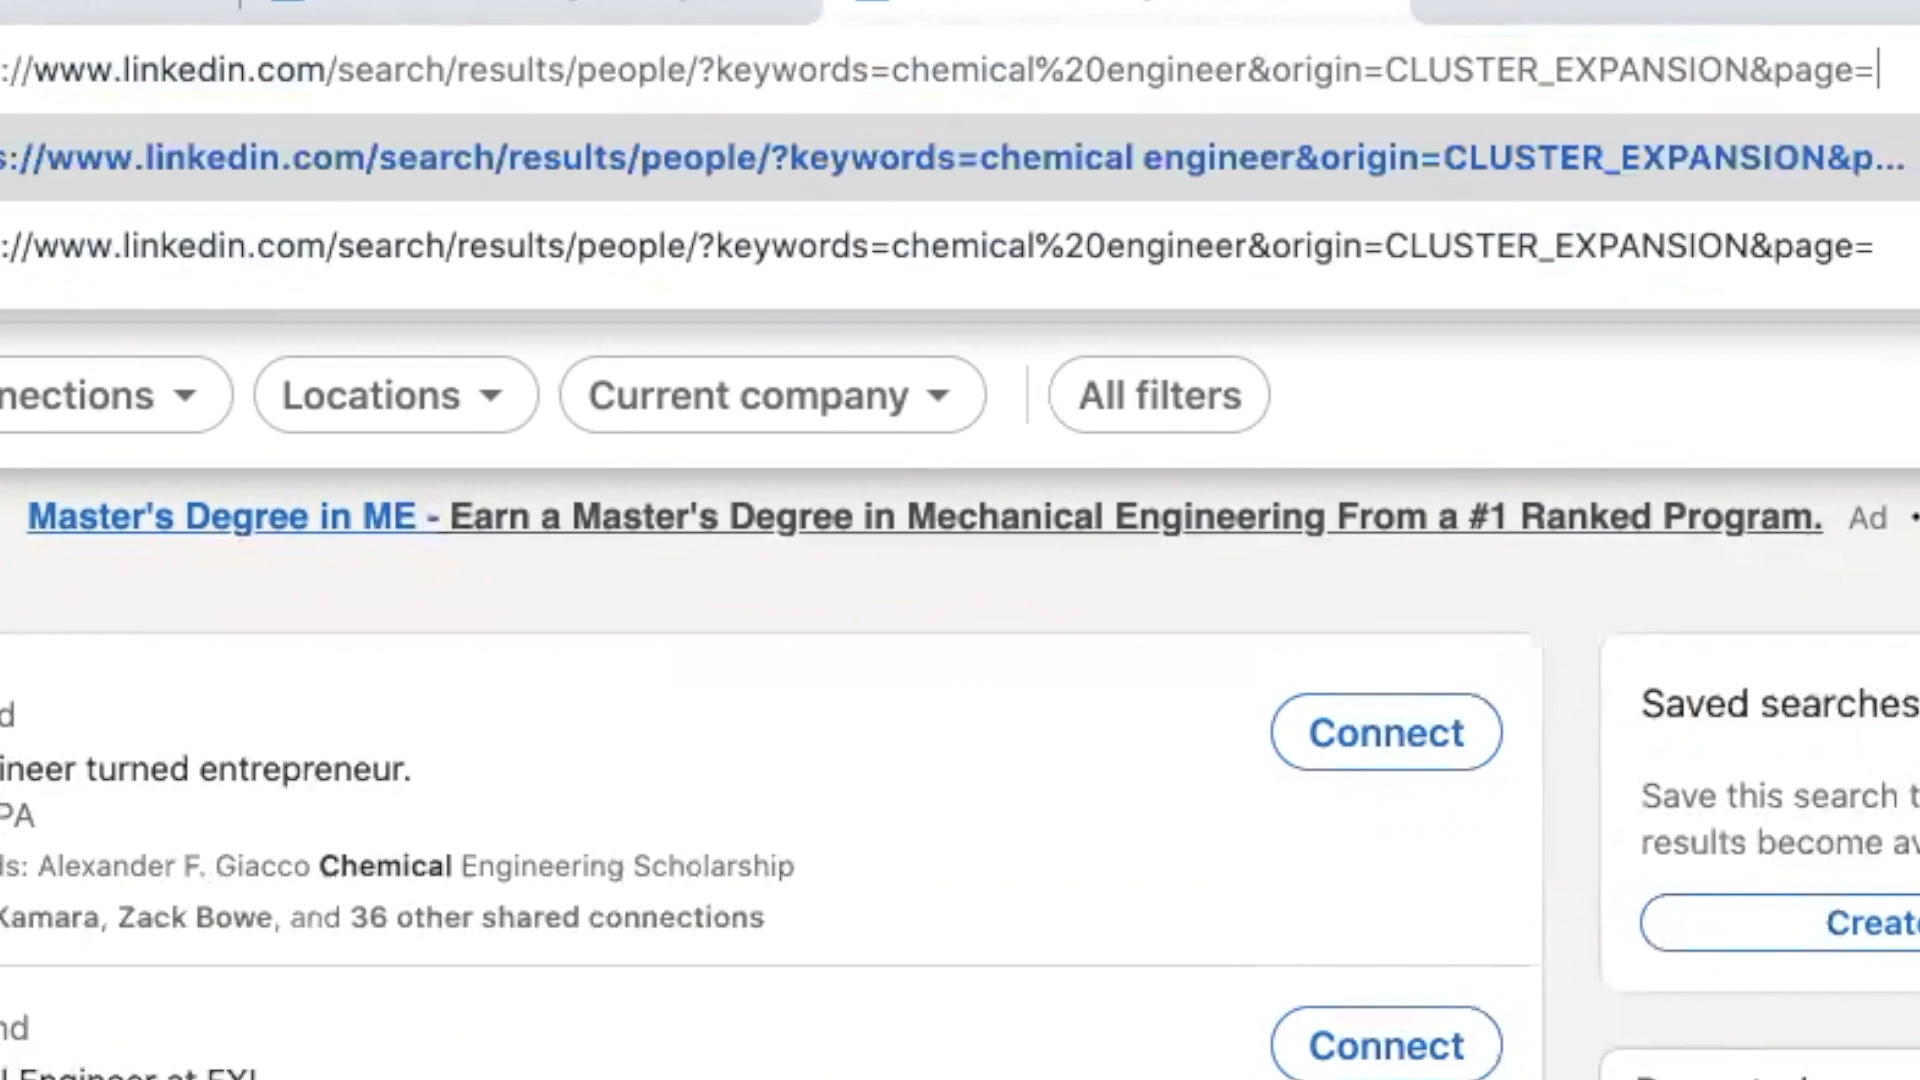 ://www.linkedin.com/search/results/people/?keywords=chemical%20engineer&origin=CLUSTER_EXPANSION&page=
s://www.linkedin.com/search/results/people/?keywords=chemical engineer&origin=CLUSTER_EXPANSION&p...
://www.linkedin.com/search/results/people/?keywords=chemical%20engineer&origin=CLUSTER_EXPANSION&page=
nections Locations Current company All filters
Master's Degree in ME - Earn a Master's Degree in Mechanical Engineering From a #1 Ranked Program. Ad
d
Connect
ineer turned entrepreneur.
PA
ls: Alexander F. Giacco Chemical Engineering Scholarship
Kamara, Zack Bowe, and 36 other shared connections
Saved searches
Save this search t
results become av
Create
nd
Connect
l Engineer at EXL